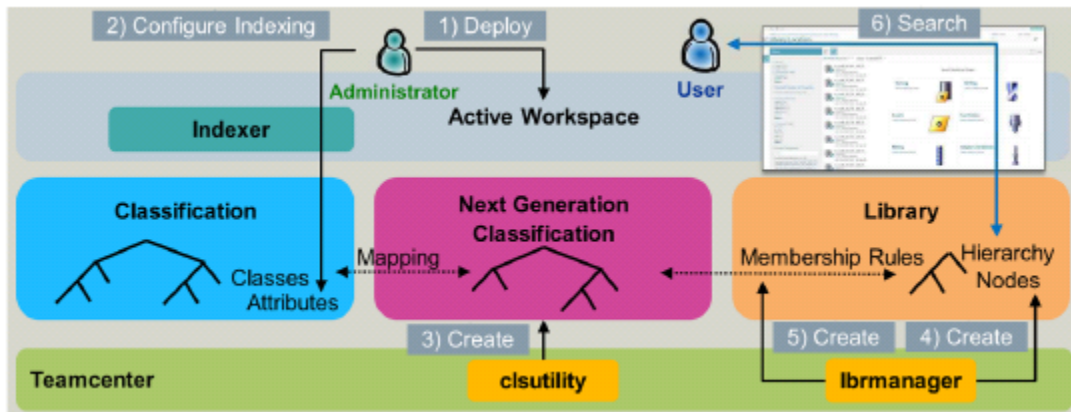 2) Configure Indexing
1) Deploy
6) Search
Administrator
User
Indexer
Active Workspace
Classification
Next Generation
Classification
Library
Mapping
Membership Rules
Hierarchy
Nodes
Classes
Attributes
3) Create
5) Create
4) Create
Teamcenter
clsutility
lbrmanager